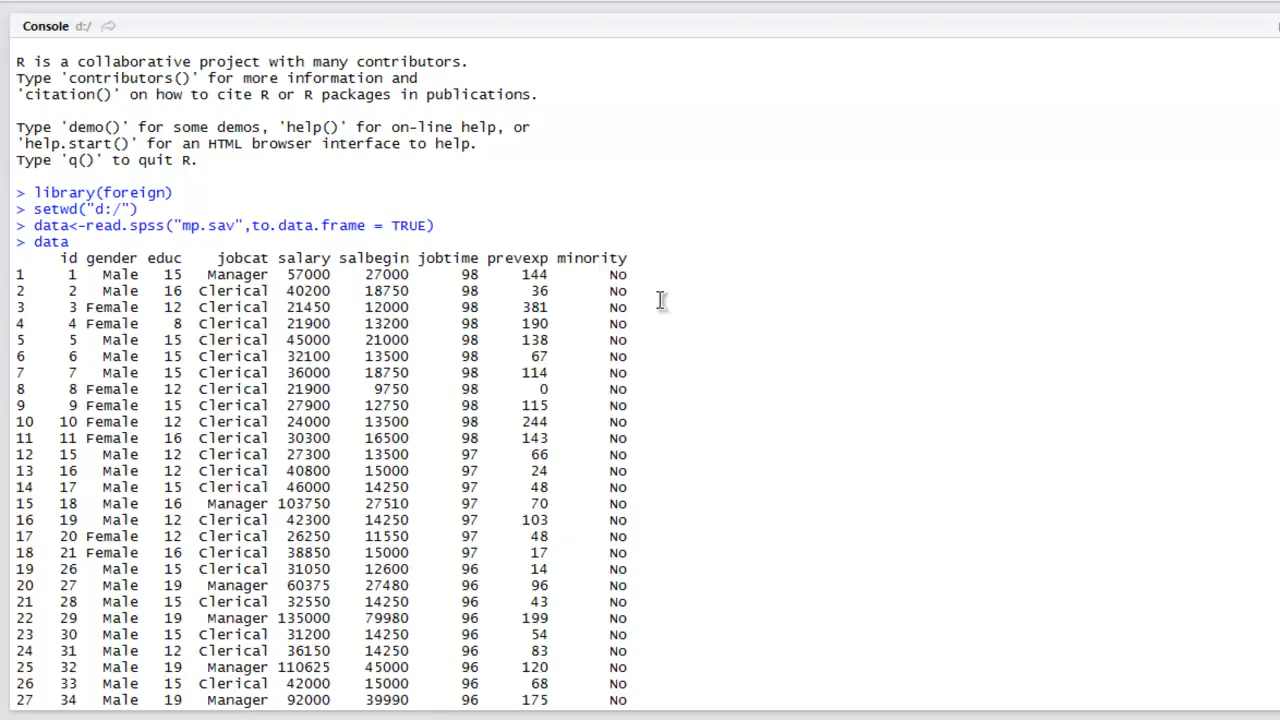 Console d:/
R is a collaborative project with many contributors.
Type 'contributors()' for more information and
'citation()' on how to cite R or R packages in publications.
Type 'demo()' for some demos, 'help()' for on-line help, or
'help.start()' for an HTML browser interface to help.
Type 'q()' to quit R.
> library(foreign)
> setwd("d:/")
> data<-read.spss("mp.sav",to.data.frame = TRUE)
> data
id gender educ jobcat salary salbegin jobtime prevexp minority
1 1 Male 15 Manager 57000 27000 98 144 No
2 2 Male 16 Clerical 40200 18750 98 36 No
3 3 Female 12 Clerical 21450 12000 98 381 No
4 4 Female 8 Clerical 21900 13200 98 190 No
5 5 Male 15 Clerical 45000 21000 98 138 No
6 6 Male 15 Clerical 32100 13500 98 67 No
7 7 Male 15 Clerical 36000 18750 98 114 No
8 8 Female 12 Clerical 21900 9750 98 0 No
9 9 Female 15 Clerical 27900 12750 98 115 No
10 10 Female 12 Clerical 24000 13500 98 244 No
11 11 Female 16 Clerical 30300 16500 98 143 No
12 15 Male 12 Clerical 27300 13500 97 66 No
13 16 Male 12 Clerical 40800 15000 97 24 No
14 17 Male 15 Clerical 46000 14250 97 48 No
15 18 Male 16 Manager 103750 27510 97 70 No
16 19 Male 12 Clerical 42300 14250 97 103 No
17 20 Female 12 Clerical 26250 11550 97 48 No
18 21 Female 16 Clerical 38850 15000 97 17 No
19 26 Male 15 Clerical 31050 12600 96 14 No
20 27 Male 19 Manager 60375 27480 96 96 No
21 28 Male 15 Clerical 32550 14250 96 43 No
22 29 Male 19 Manager 135000 79980 96 199 No
23 30 Male 15 Clerical 31200 14250 96 54 No
24 31 Male 12 Clerical 36150 14250 96 83 No
25 32 Male 19 Manager 110625 45000 96 120 No
26 33 Male 15 Clerical 42000 15000 96 68 No
27 34 Male 19 Manager 92000 39990 96 175 No